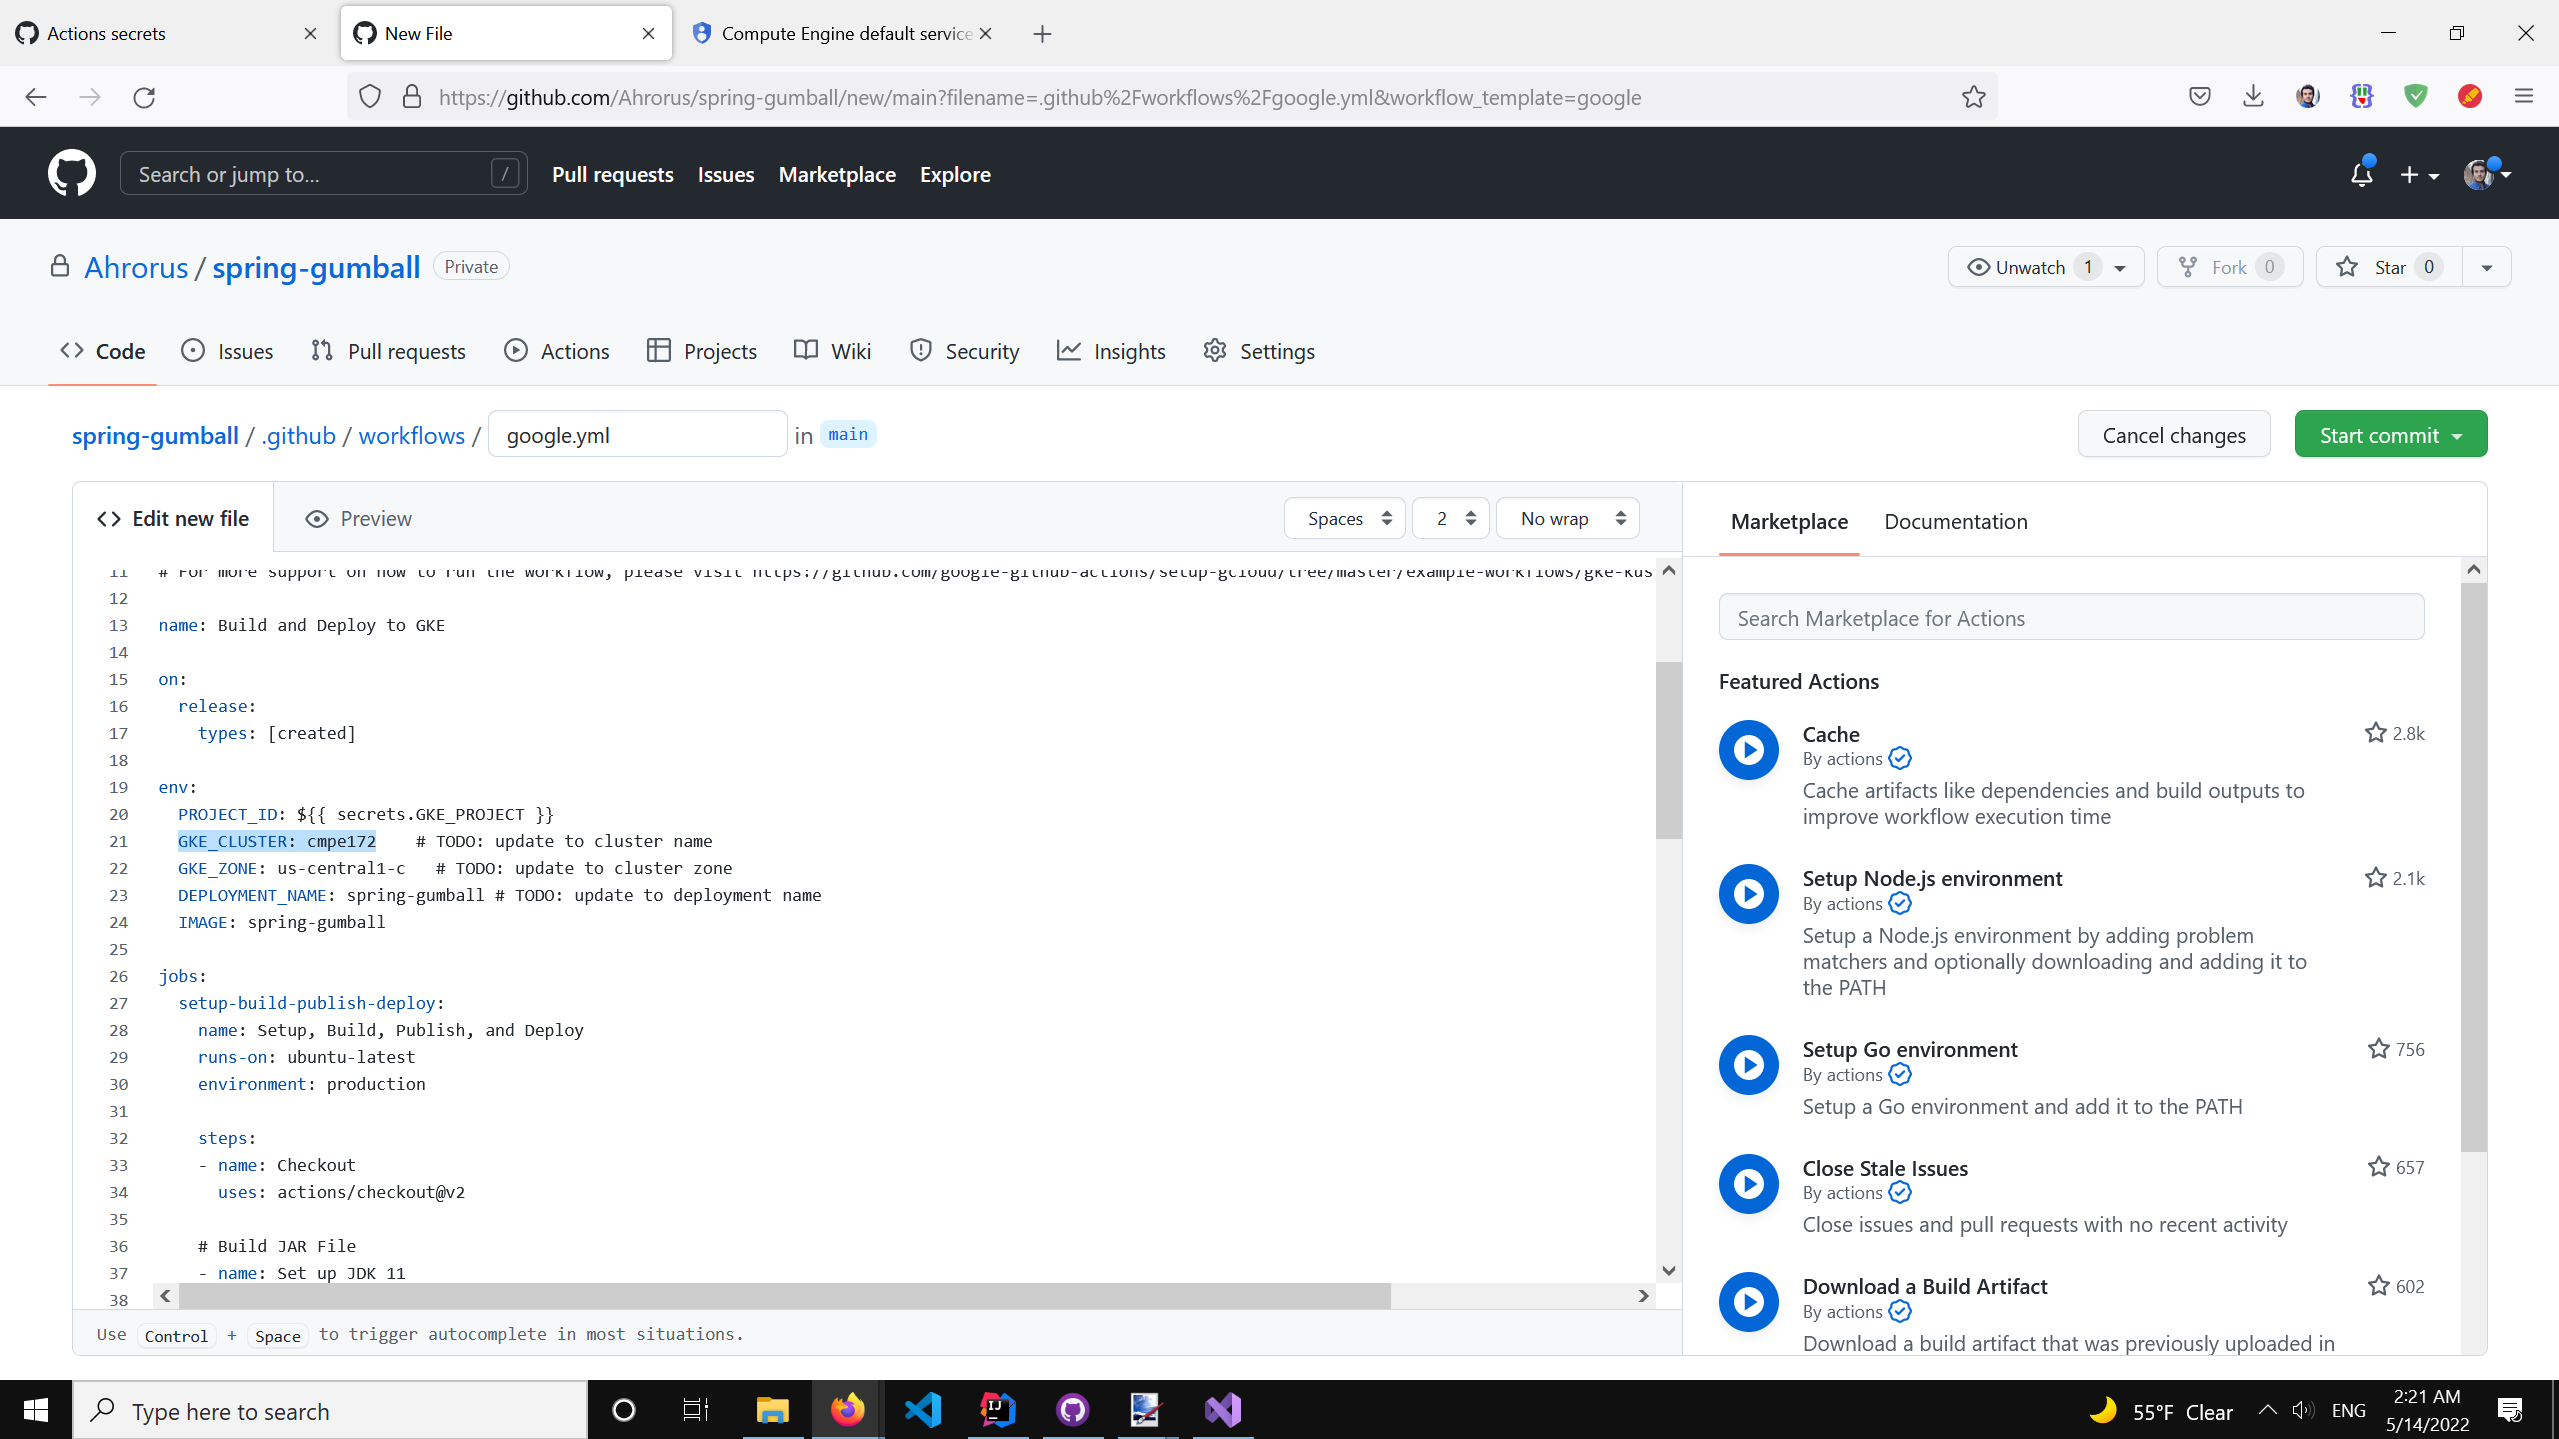 Actions secrets
New File
Compute Engine default service
https://github.com/Ahrorus/spring-gumball/new/main?filename=.github%2Fworkflows%2Fgoogle.yml&workflow_template=google
Search or jump to...
/
Pull requests
Issues
Marketplace
Explore
Ahrorus / spring-gumball
Private
Unwatch 1
Fork 0
Star 0
Code
Issues
Pull requests
Actions
Projects
Wiki
Security
Insights
Settings
spring-gumball / .github / workflows / google.yml in main
Cancel changes
Start commit
Edit new file
Preview
Spaces
2
No wrap
11 # For more support on how to run the workflow, please visit https://github.com/google-github-actions/setup-gcloud/tree/master/example-workflows/gke-kus
12
13 name: Build and Deploy to GKE
14
15 on:
16 release:
17 types: [created]
18
19 env:
20 PROJECT_ID: ${{ secrets.GKE_PROJECT }}
21 GKE_CLUSTER: cmpe172 # TODO: update to cluster name
22 GKE_ZONE: us-central1-c # TODO: update to cluster zone
23 DEPLOYMENT_NAME: spring-gumball # TODO: update to deployment name
24 IMAGE: spring-gumball
25
26 jobs:
27 setup-build-publish-deploy:
28 name: Setup, Build, Publish, and Deploy
29 runs-on: ubuntu-latest
30 environment: production
31
32 steps:
33 - name: Checkout
34 uses: actions/checkout@v2
35
36 # Build JAR File
37 - name: Set up JDK 11
38
Use Control + Space to trigger autocomplete in most situations.
Marketplace
Documentation
Search Marketplace for Actions
Featured Actions
Cache
2.8k
By actions
Cache artifacts like dependencies and build outputs to
improve workflow execution time
Setup Node.js environment
2.1k
By actions
Setup a Node.js environment by adding problem
matchers and optionally downloading and adding it to
the PATH
Setup Go environment
756
By actions
Setup a Go environment and add it to the PATH
Close Stale Issues
657
By actions
Close issues and pull requests with no recent activity
Download a Build Artifact
602
By actions
Download a build artifact that was previously uploaded in
Type here to search
55°F Clear
ENG
2:21 AM
5/14/2022